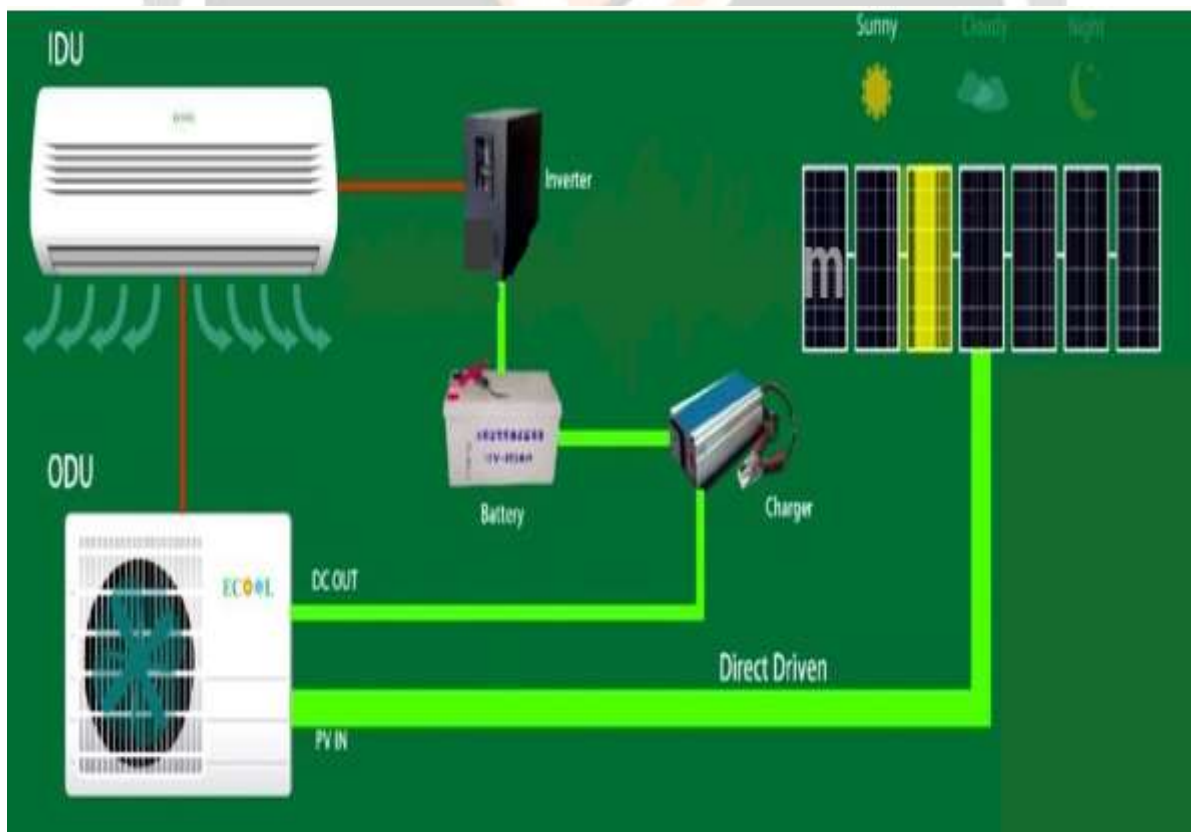 IDU
Sunny
Cloudy
Night
Inverter
m
Battery
Charger
ODU
ECOOL
DC OUT
Direct Driven
PV IN